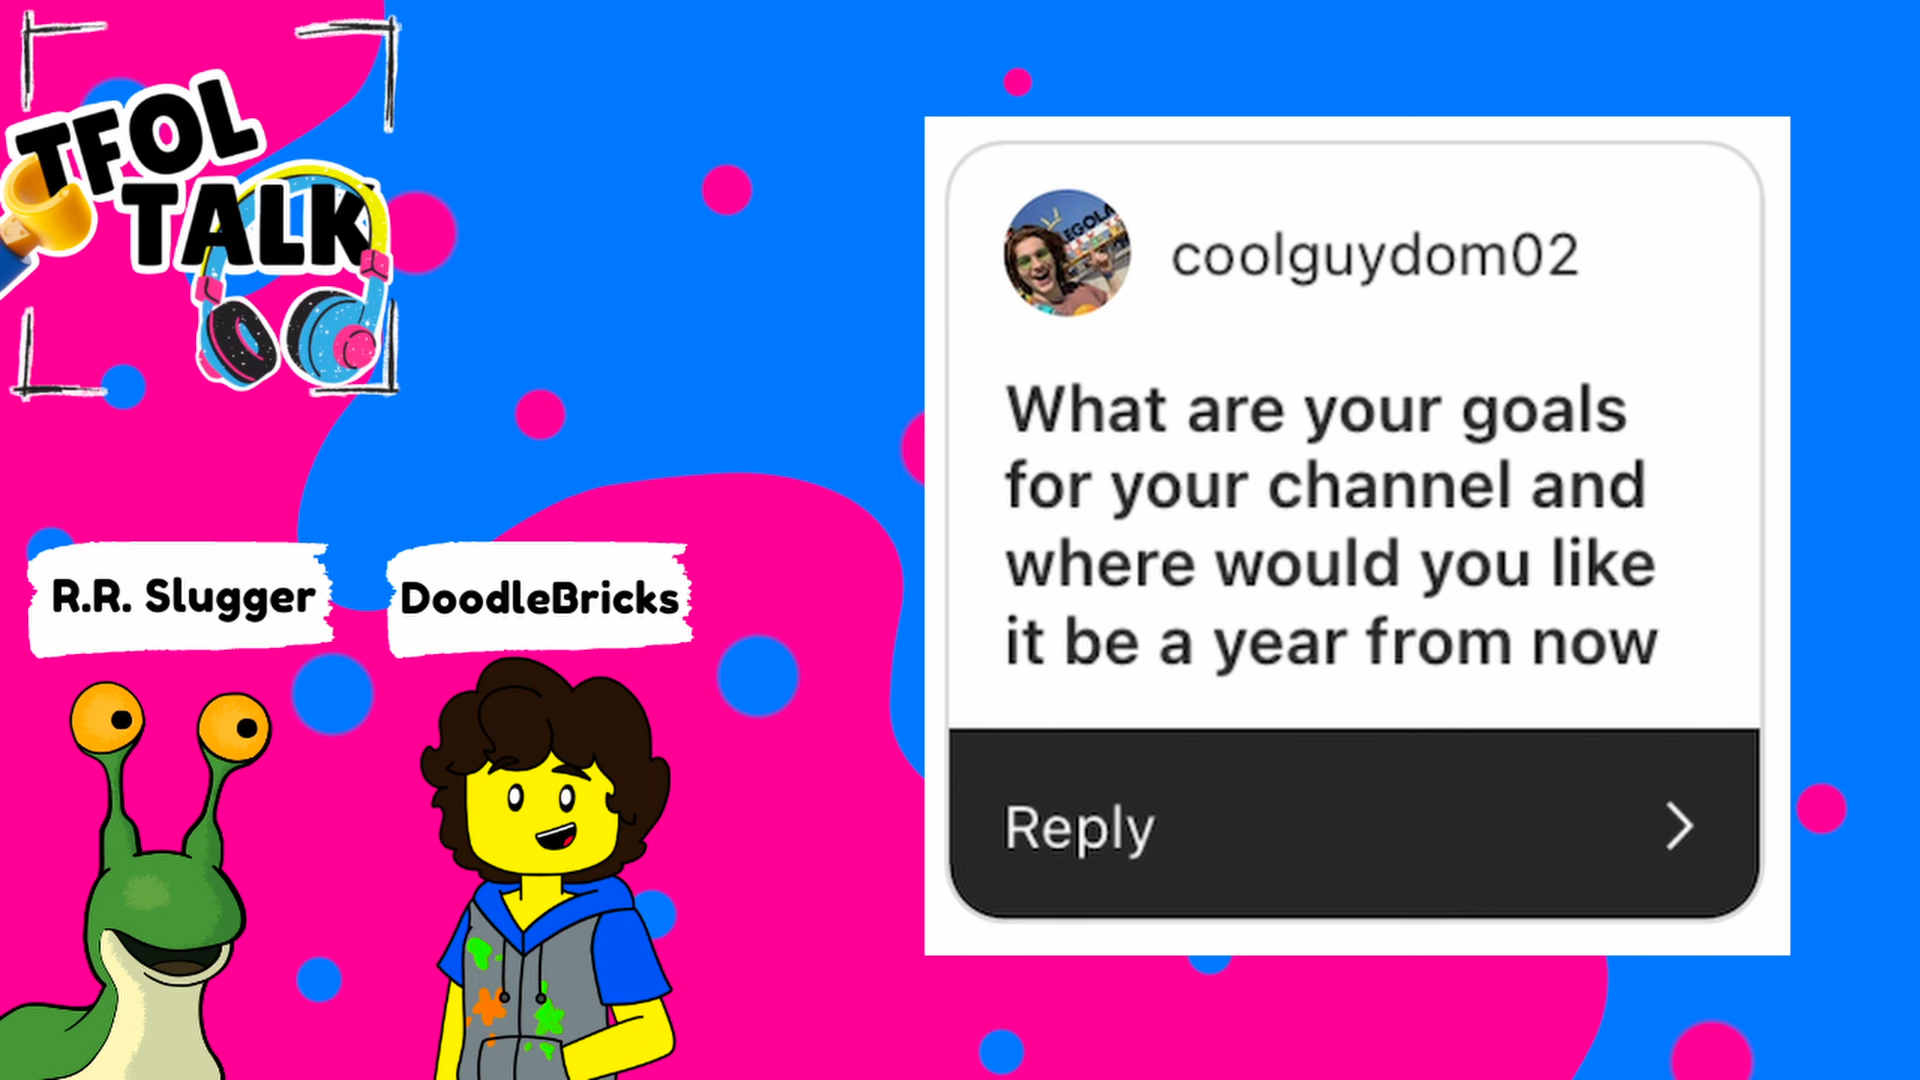 TFOL
TALK
R.R. Slugger
DoodleBricks
coolguydom02
What are your goals
for your channel and
where would you like
it be a year from now
Reply